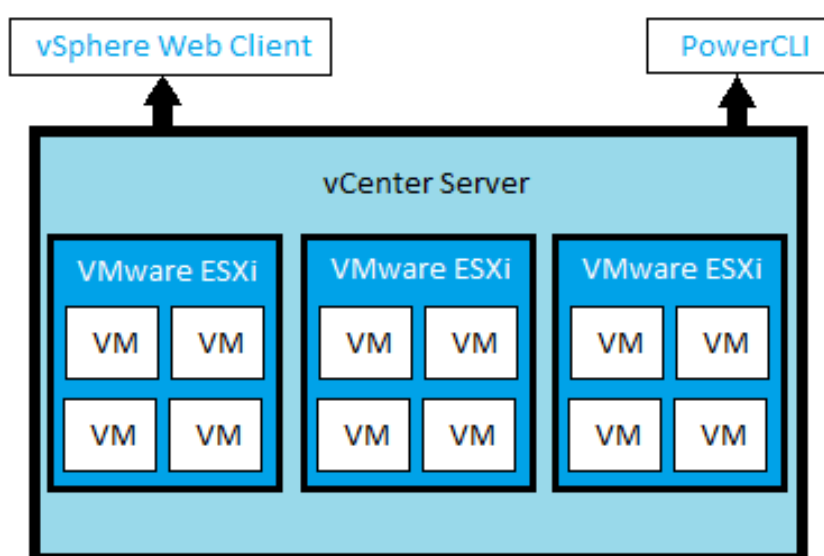 vSphere Web Client
PowerCLI
vCenter Server
VMware ESXi
VMware ESXi
VMware ESXi
VM VM
VM VM
VM VM
VM VM
VM VM
VM VM